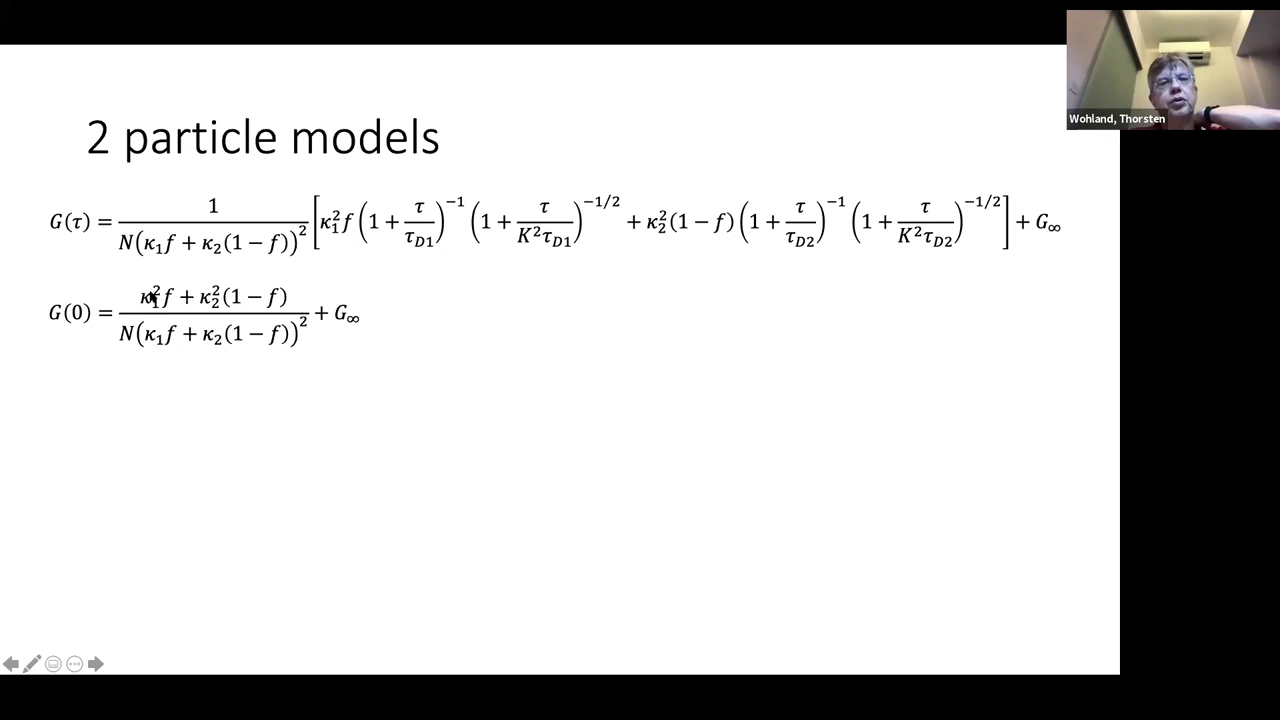 Wohland, Thorsten
2 particle models
G(τ) = 1 / N(κ₁f + κ₂(1 − f))² [κ₁²f (1 + τ/τ_D1)⁻¹ (1 + τ/K²τ_D1)^−1/2 + κ₂²(1 − f) (1 + τ/τ_D2)⁻¹ (1 + τ/K²τ_D2)^−1/2] + G∞
G(0) = κ₁²f + κ₂²(1 − f) / N(κ₁f + κ₂(1 − f))² + G∞